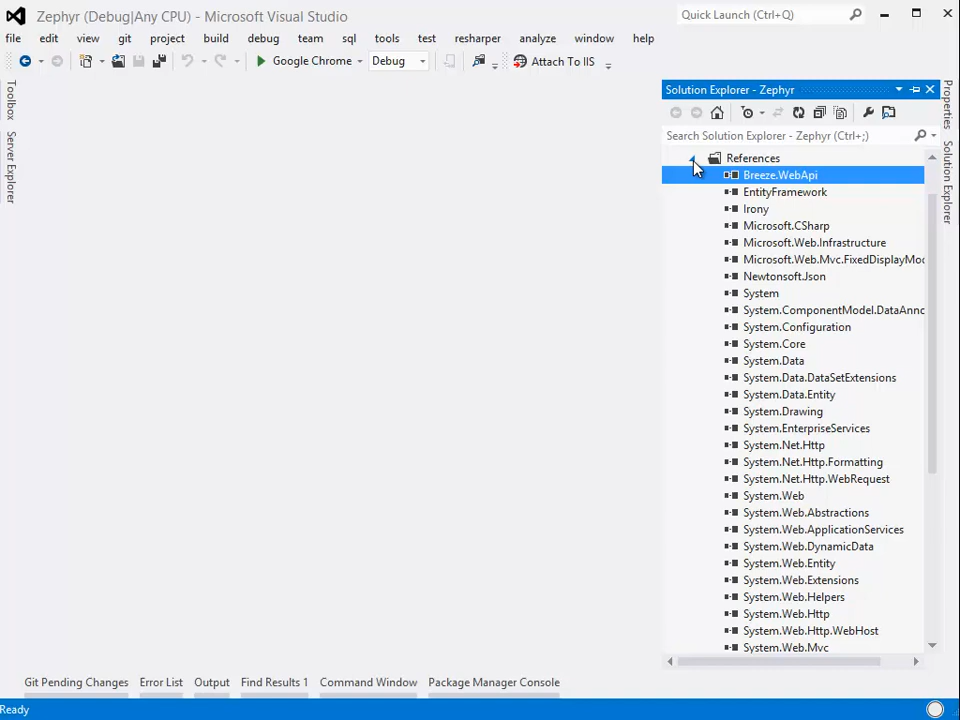 Zephyr (Debug|Any CPU) - Microsoft Visual Studio
Quick Launch (Ctrl+Q)
file edit view git project build debug team test sql tools resharper analyze window help
Google Chrome Debug Attach To IIS
Toolbox
Server Explorer
Solution Explorer - Zephyr
Search Solution Explorer - Zephyr (Ctrl+;)
References
Breeze.WebApi
EntityFramework
Irony
Microsoft.CSharp
Microsoft.Web.Infrastructure
Microsoft.Web.Mvc.FixedDisplayMod
Newtonsoft.Json
System
System.ComponentModel.DataAnno
System.Configuration
System.Core
System.Data
System.Data.DataSetExtensions
System.Data.Entity
System.Drawing
System.EnterpriseServices
System.Net.Http
System.Net.Http.Formatting
System.Net.Http.WebRequest
System.Web
System.Web.Abstractions
System.Web.ApplicationServices
System.Web.DynamicData
System.Web.Entity
System.Web.Extensions
System.Web.Helpers
System.Web.Http
System.Web.Http.WebHost
System.Web.Mvc
Properties
Solution Explorer
Git Pending Changes Error List Output Find Results 1 Command Window Package Manager Console
Ready